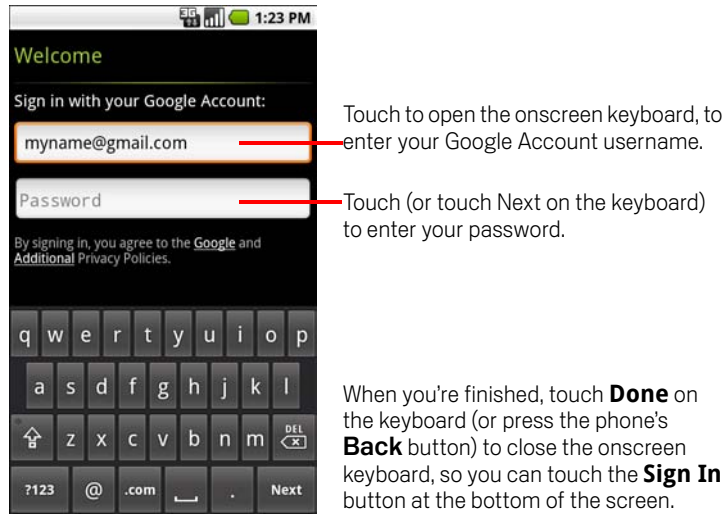 3G
1:23 PM
Welcome
Sign in with your Google Account:
myname@gmail.com
Password
By signing in, you agree to the Google and
Additional Privacy Policies.
q w e r t y u i o p
a s d f g h j k l
z x c v b n m DEL
?123 @ .com . Next
Touch to open the onscreen keyboard, to
enter your Google Account username.
Touch (or touch Next on the keyboard)
to enter your password.
When you're finished, touch Done on
the keyboard (or press the phone's
Back button) to close the onscreen
keyboard, so you can touch the Sign In
button at the bottom of the screen.